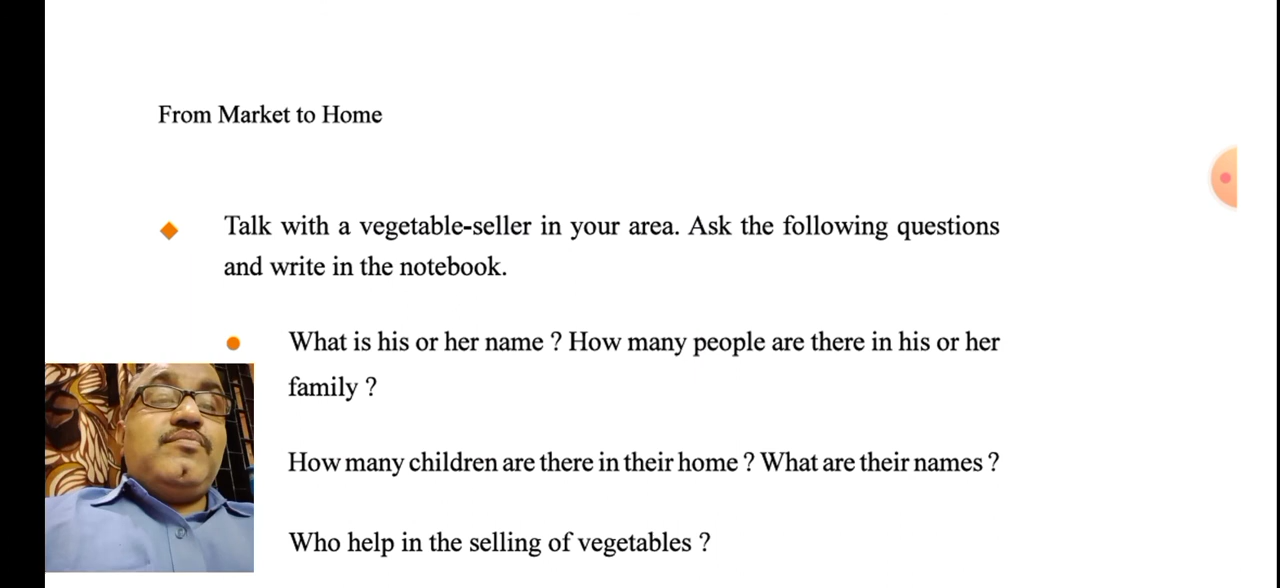 From Market to Home
Talk with a vegetable-seller in your area. Ask the following questions
and write in the notebook.
What is his or her name ? How many people are there in his or her
family ?
How many children are there in their home ? What are their names ?
Who help in the selling of vegetables ?